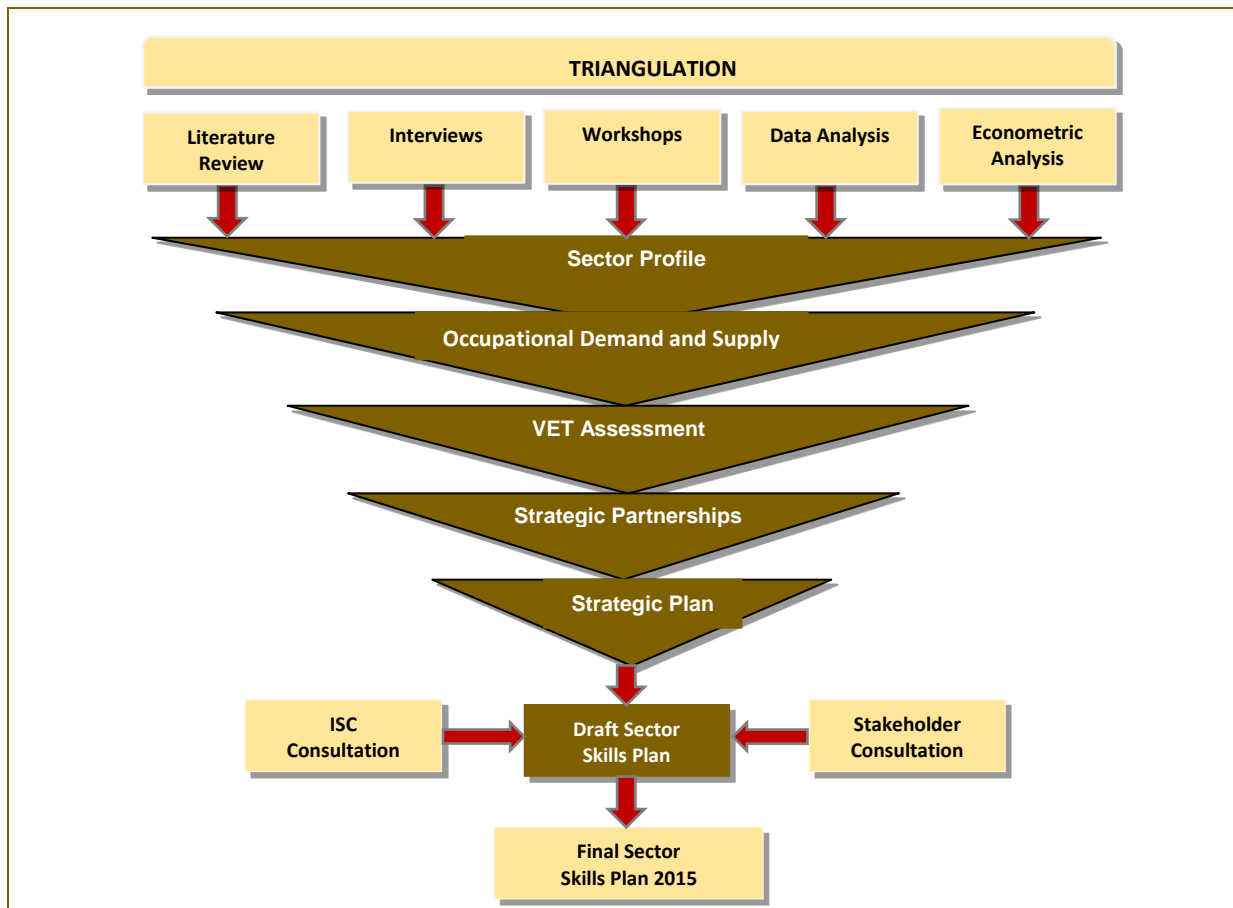 TRIANGULATION
Literature
Review
Interviews
Workshops
Data Analysis
Econometric
Analysis
Sector Profile
Occupational Demand and Supply
VET Assessment
Strategic Partnerships
Strategic Plan
ISC
Consultation
Draft Sector
Skills Plan
Stakeholder
Consultation
Final Sector
Skills Plan 2015